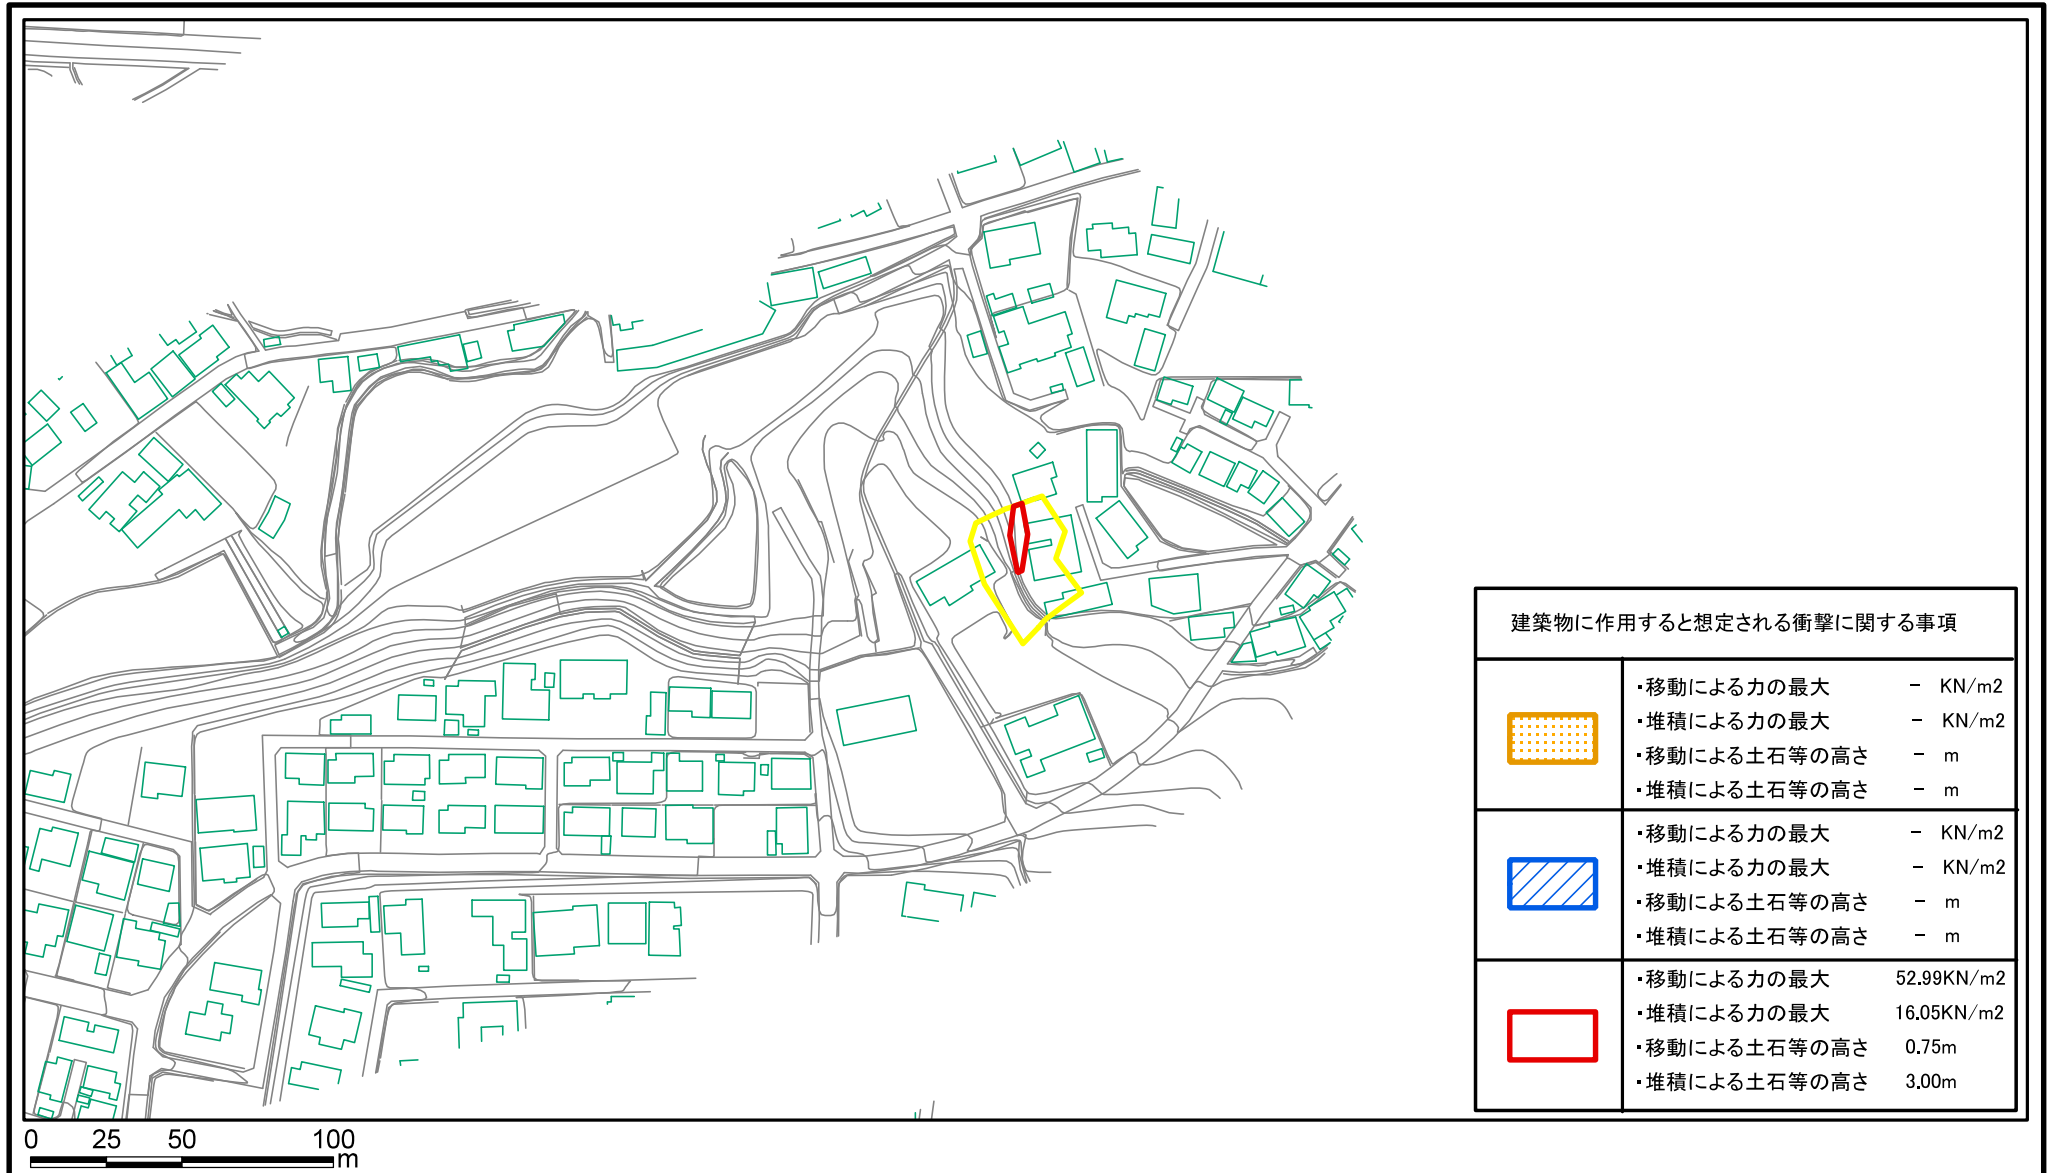 建築物に作用すると想定される衝撃に関する事項
・移動による力の最大 - KN/m2
・堆積による力の最大 - KN/m2
・移動による土石等の高さ - m
・堆積による土石等の高さ - m
・移動による力の最大 - KN/m2
・堆積による力の最大 - KN/m2
・移動による土石等の高さ - m
・堆積による土石等の高さ - m
・移動による力の最大 52.99KN/m2
・堆積による力の最大 16.05KN/m2
・移動による土石等の高さ 0.75m
・堆積による土石等の高さ 3.00m
0 25 50 100
m